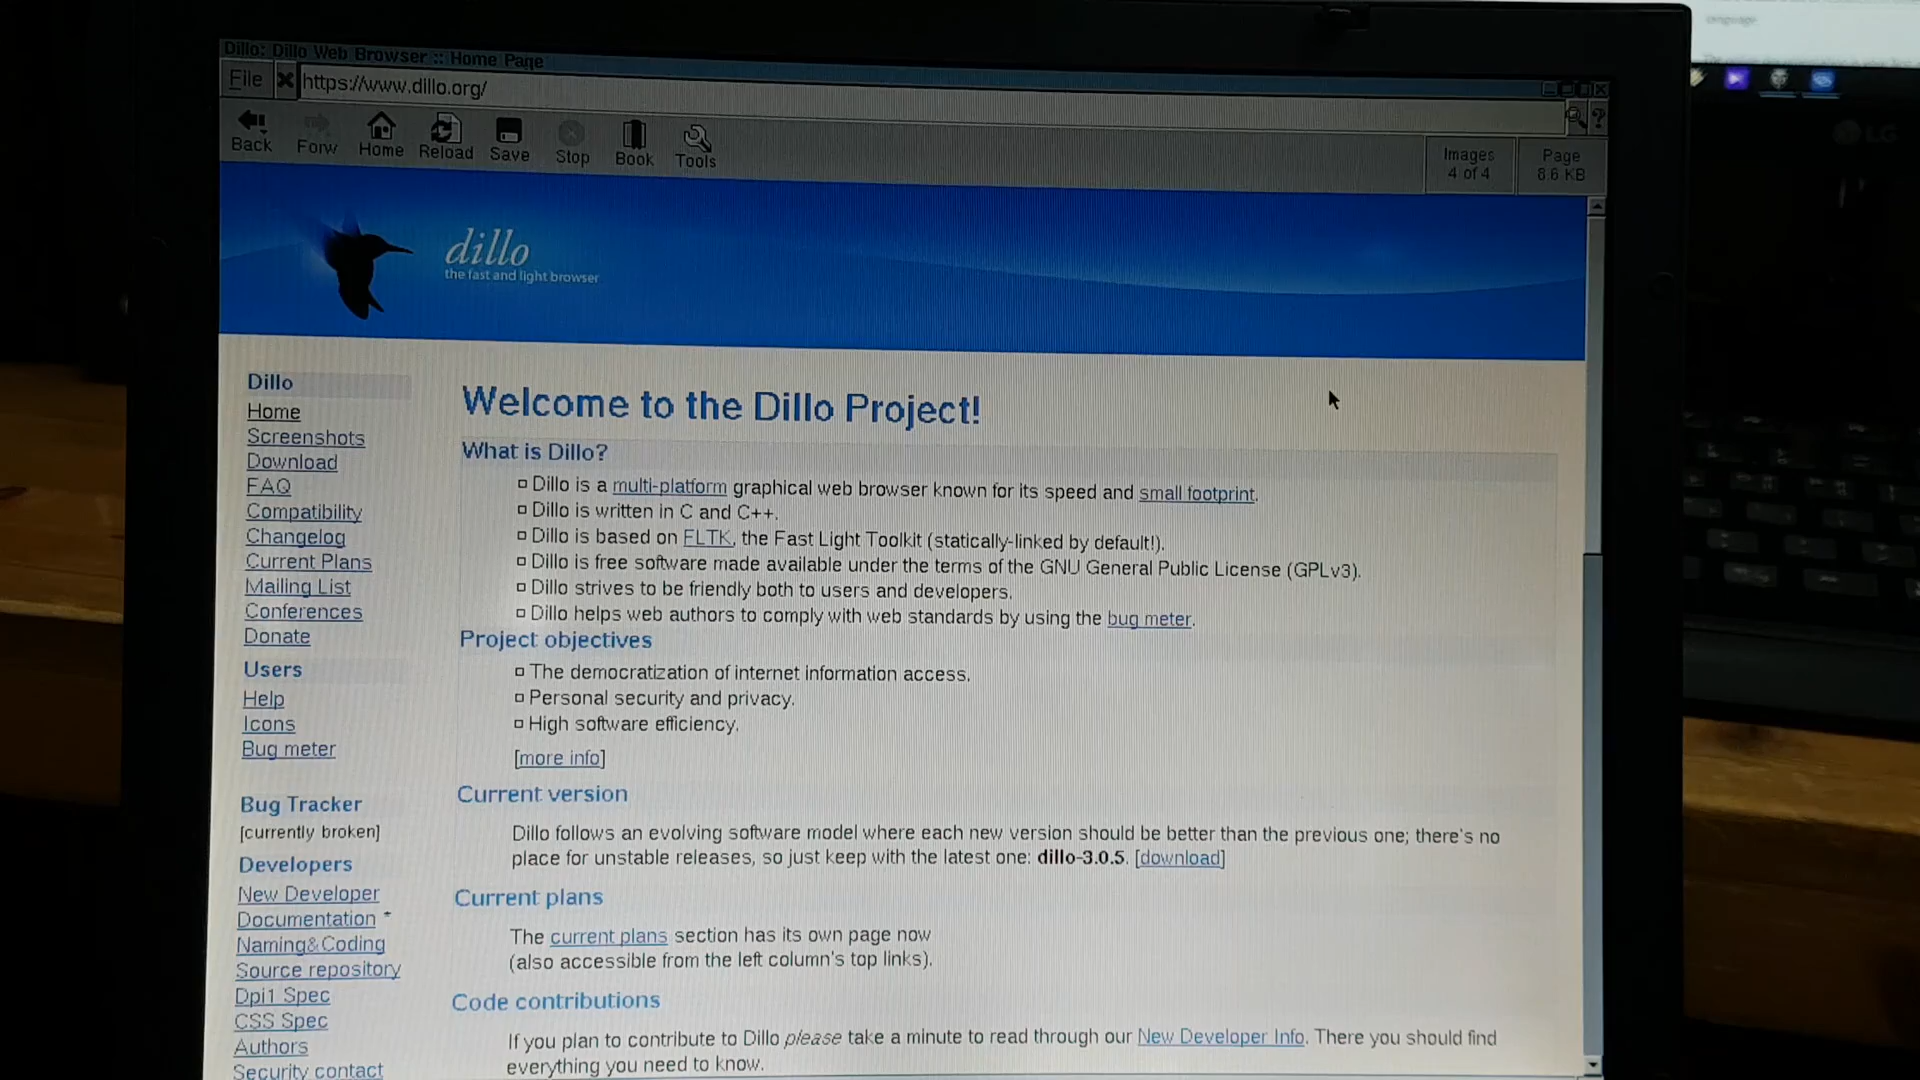 Language
Dillo: Dillo Web Browser :: Home Page
File
https://www.dillo.org/
?
Back
Forw
Home
Reload
Save
Stop
Book
Tools
Images
4 of 4
Page
8.6 KB
LG
dillo
the fast and light browser
Dillo
Home
Screenshots
Download
FAQ
Compatibility
Changelog
Current Plans
Mailing List
Conferences
Donate
Users
Help
Icons
Bug meter
Bug Tracker
[currently broken]
Developers
New Developer
Documentation *
Naming&Coding
Source repository
Dpi1 Spec
CSS Spec
Authors
Security contact
Welcome to the Dillo Project!
What is Dillo?
Dillo is a multi-platform graphical web browser known for its speed and small footprint.
Dillo is written in C and C++.
Dillo is based on FLTK, the Fast Light Toolkit (statically-linked by default!).
Dillo is free software made available under the terms of the GNU General Public License (GPLv3).
Dillo strives to be friendly both to users and developers.
Dillo helps web authors to comply with web standards by using the bug meter.
Project objectives
The democratization of internet information access.
Personal security and privacy.
High software efficiency.
[more info]
Current version
Dillo follows an evolving software model where each new version should be better than the previous one; there's no
place for unstable releases, so just keep with the latest one: dillo-3.0.5. [download]
Current plans
The current plans section has its own page now
(also accessible from the left column's top links).
Code contributions
If you plan to contribute to Dillo please take a minute to read through our New Developer Info. There you should find
everything you need to know.